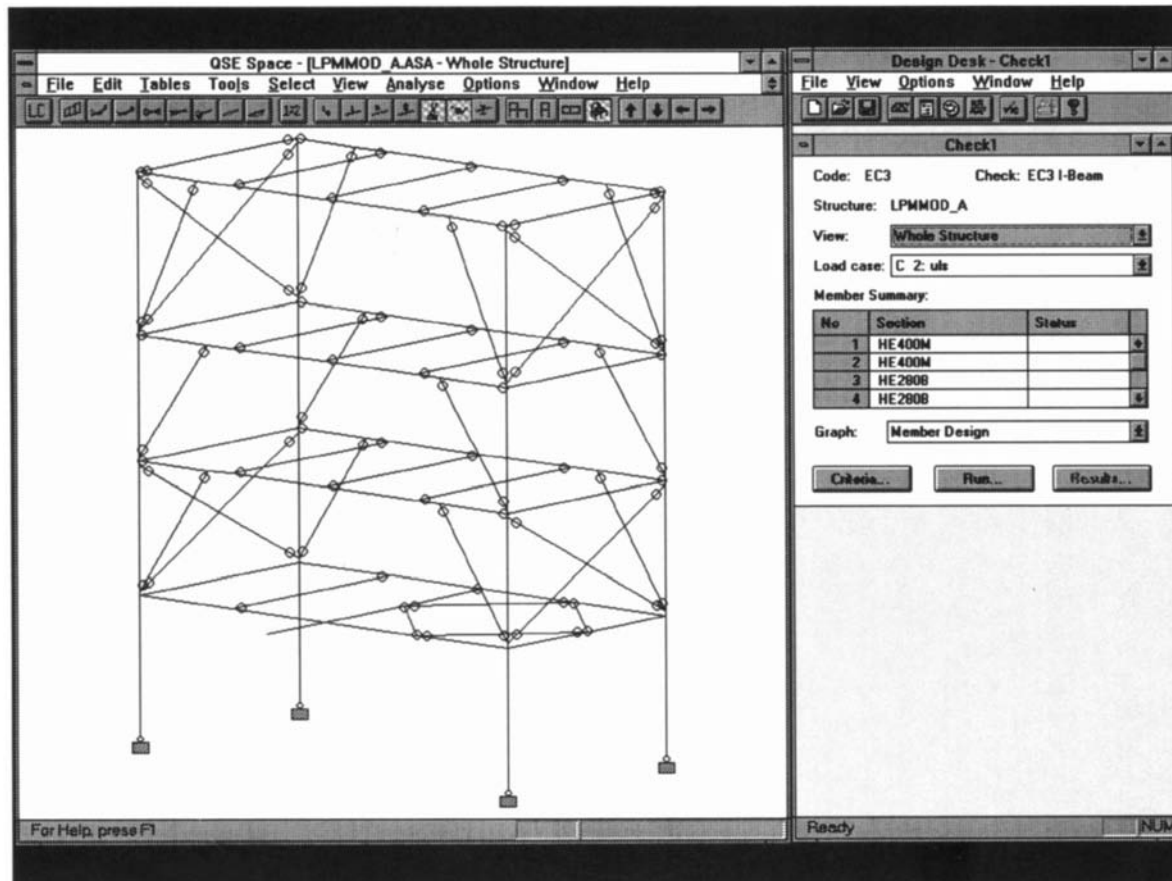 QSE Space - [LPMMOD_A.ASA - Whole Structure]
File Edit Tables Tools Select View Analyse Options Window Help
LC 1=2
For Help, press F1
Design Desk - Check1
File View Options Window Help
Check1
Code: EC3 Check: EC3 I-Beam
Structure: LPMMOD_A
View: Whole Structure
Load case: C 2: uls
Member Summary:
No Section Status
1 HE400M
2 HE400M
3 HE280B
4 HE280B
Graph: Member Design
Criteria... Run... Results...
Ready NUM